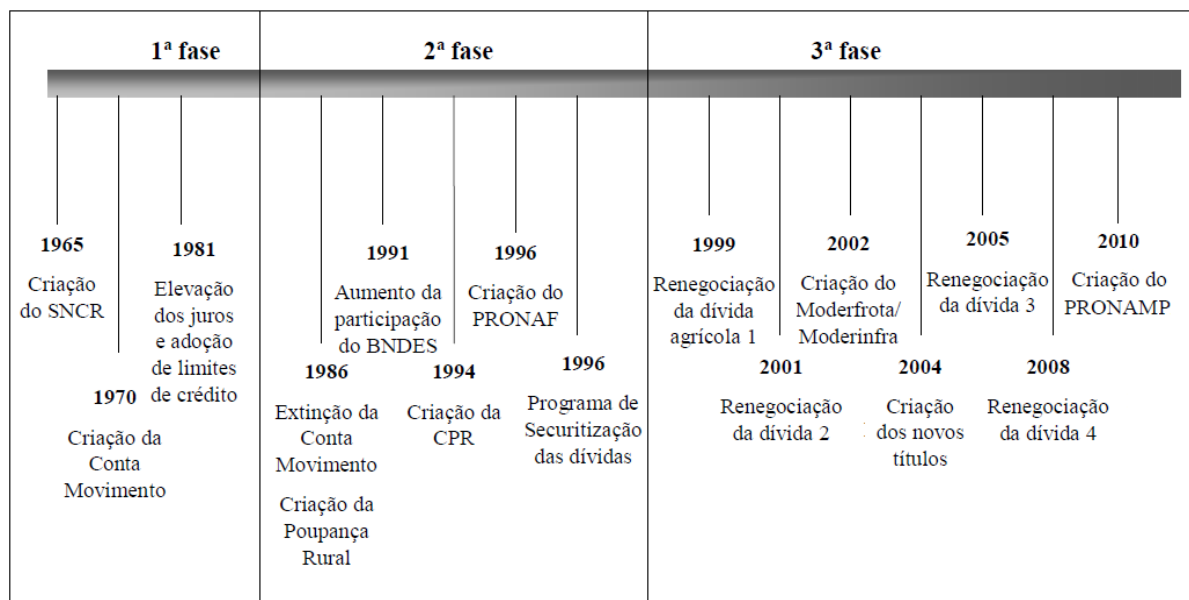 1ª fase
2ª fase
3ª fase
1965
Criação
do SNCR
1970
Criação da
Conta
Movimento
1981
Elevação
dos juros
e adoção
de limites
de crédito
1986
Extinção da
Conta
Movimento
Criação da
Poupança
Rural
1991
Aumento da
participação
do BNDES
1994
Criação da
CPR
1996
Criação do
PRONAF
1996
Programa de
Securitização
das dívidas
1999
Renegociação
da dívida
agrícola 1
2001
Renegociação
da dívida 2
2002
Criação do
Moderfrota/
Moderinfra
2004
Criação
dos novos
títulos
2005
Renegociação
da dívida 3
2008
Renegociação
da dívida 4
2010
Criação do
PRONAMP